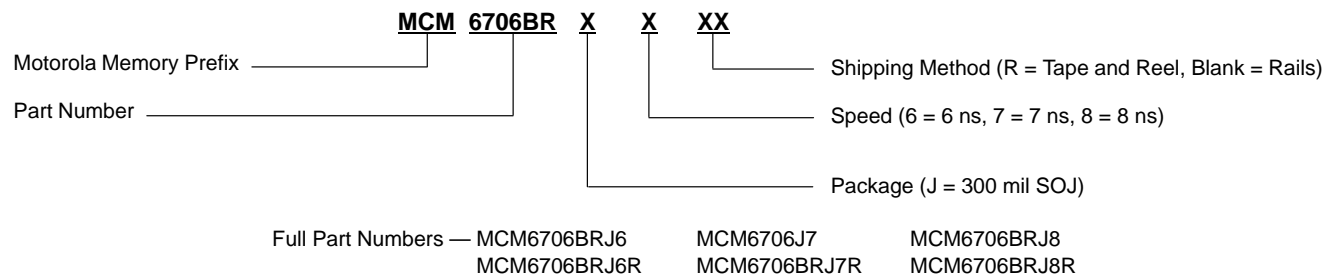 MCM 6706BR X X XX
Motorola Memory Prefix
Shipping Method (R = Tape and Reel, Blank = Rails)
Part Number
Speed (6 = 6 ns, 7 = 7 ns, 8 = 8 ns)
Package (J = 300 mil SOJ)
Full Part Numbers — MCM6706BRJ6 MCM6706J7 MCM6706BRJ8
MCM6706BRJ6R MCM6706BRJ7R MCM6706BRJ8R